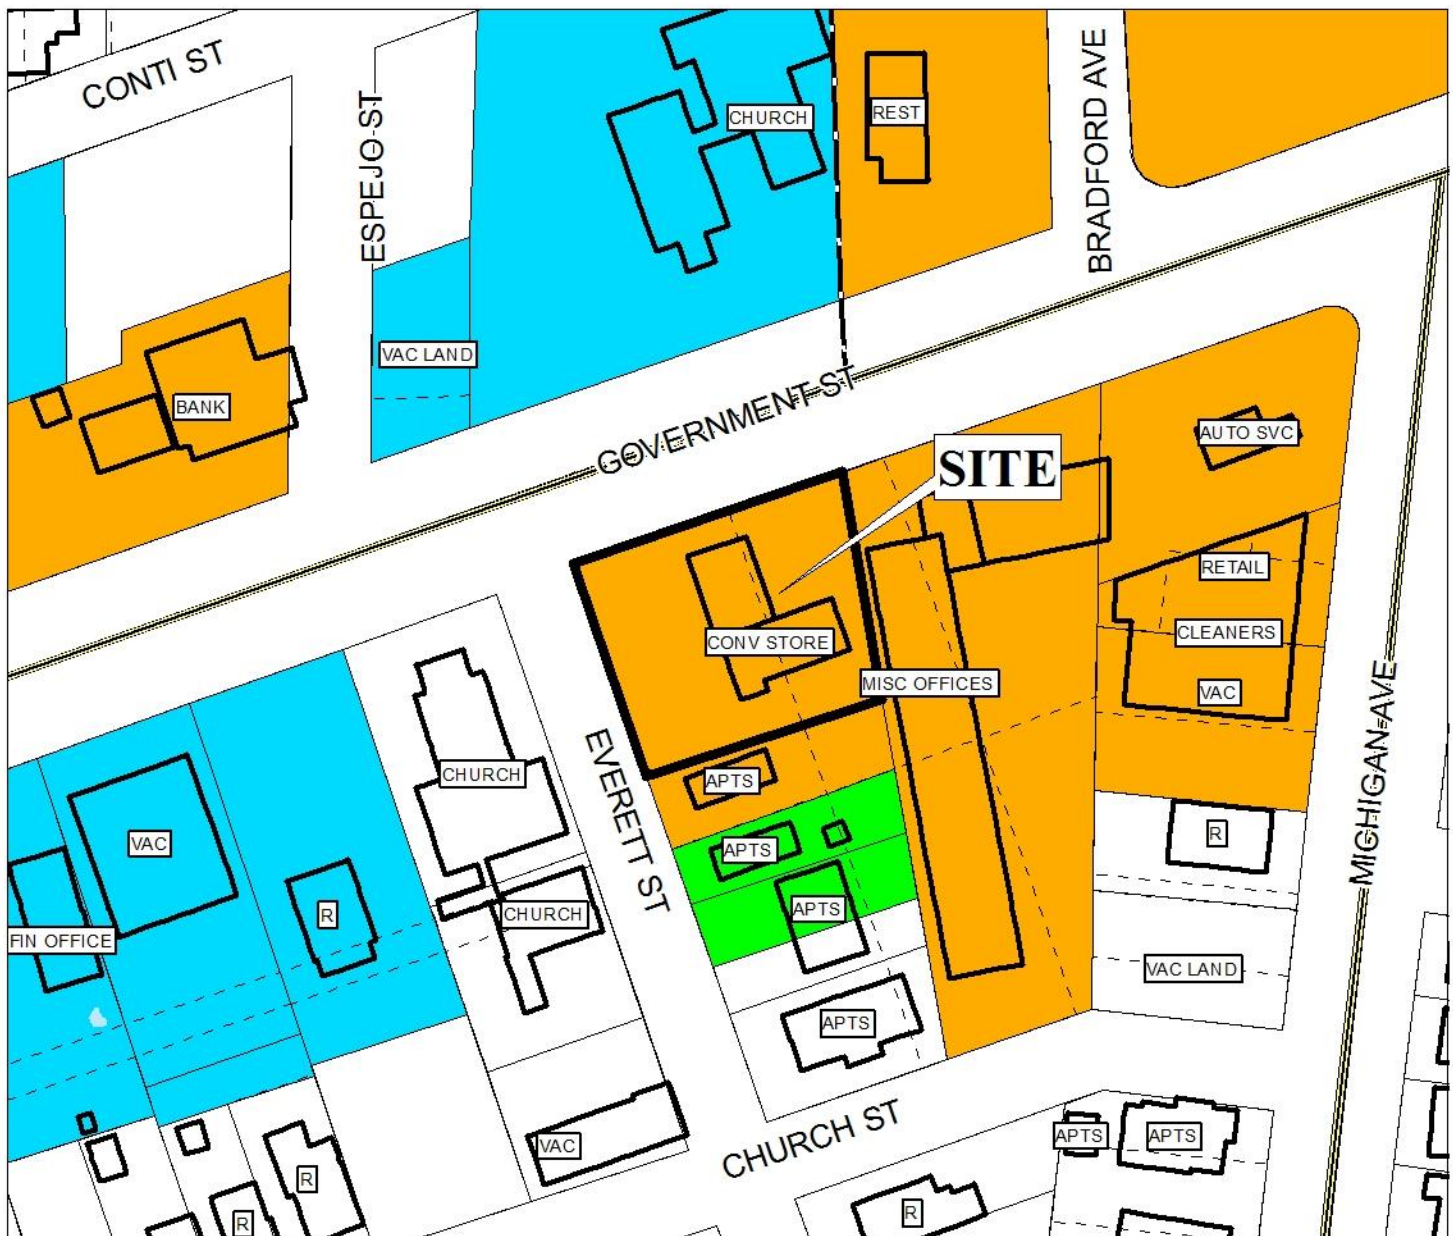 CONTI ST
ESPEJO ST
BRADFORD AVE
CHURCH
REST
VAC LAND
BANK
GOVERNMENT ST
AUTO SVC
SITE
RETAIL
CONV STORE
CLEANERS
MISC OFFICES
VAC
MICHIGAN AVE
EVERETT ST
CHURCH
APTS
VAC
APTS
R
R
CHURCH
APTS
FIN OFFICE
VAC LAND
APTS
CHURCH ST
VAC
APTS
APTS
R
R
R